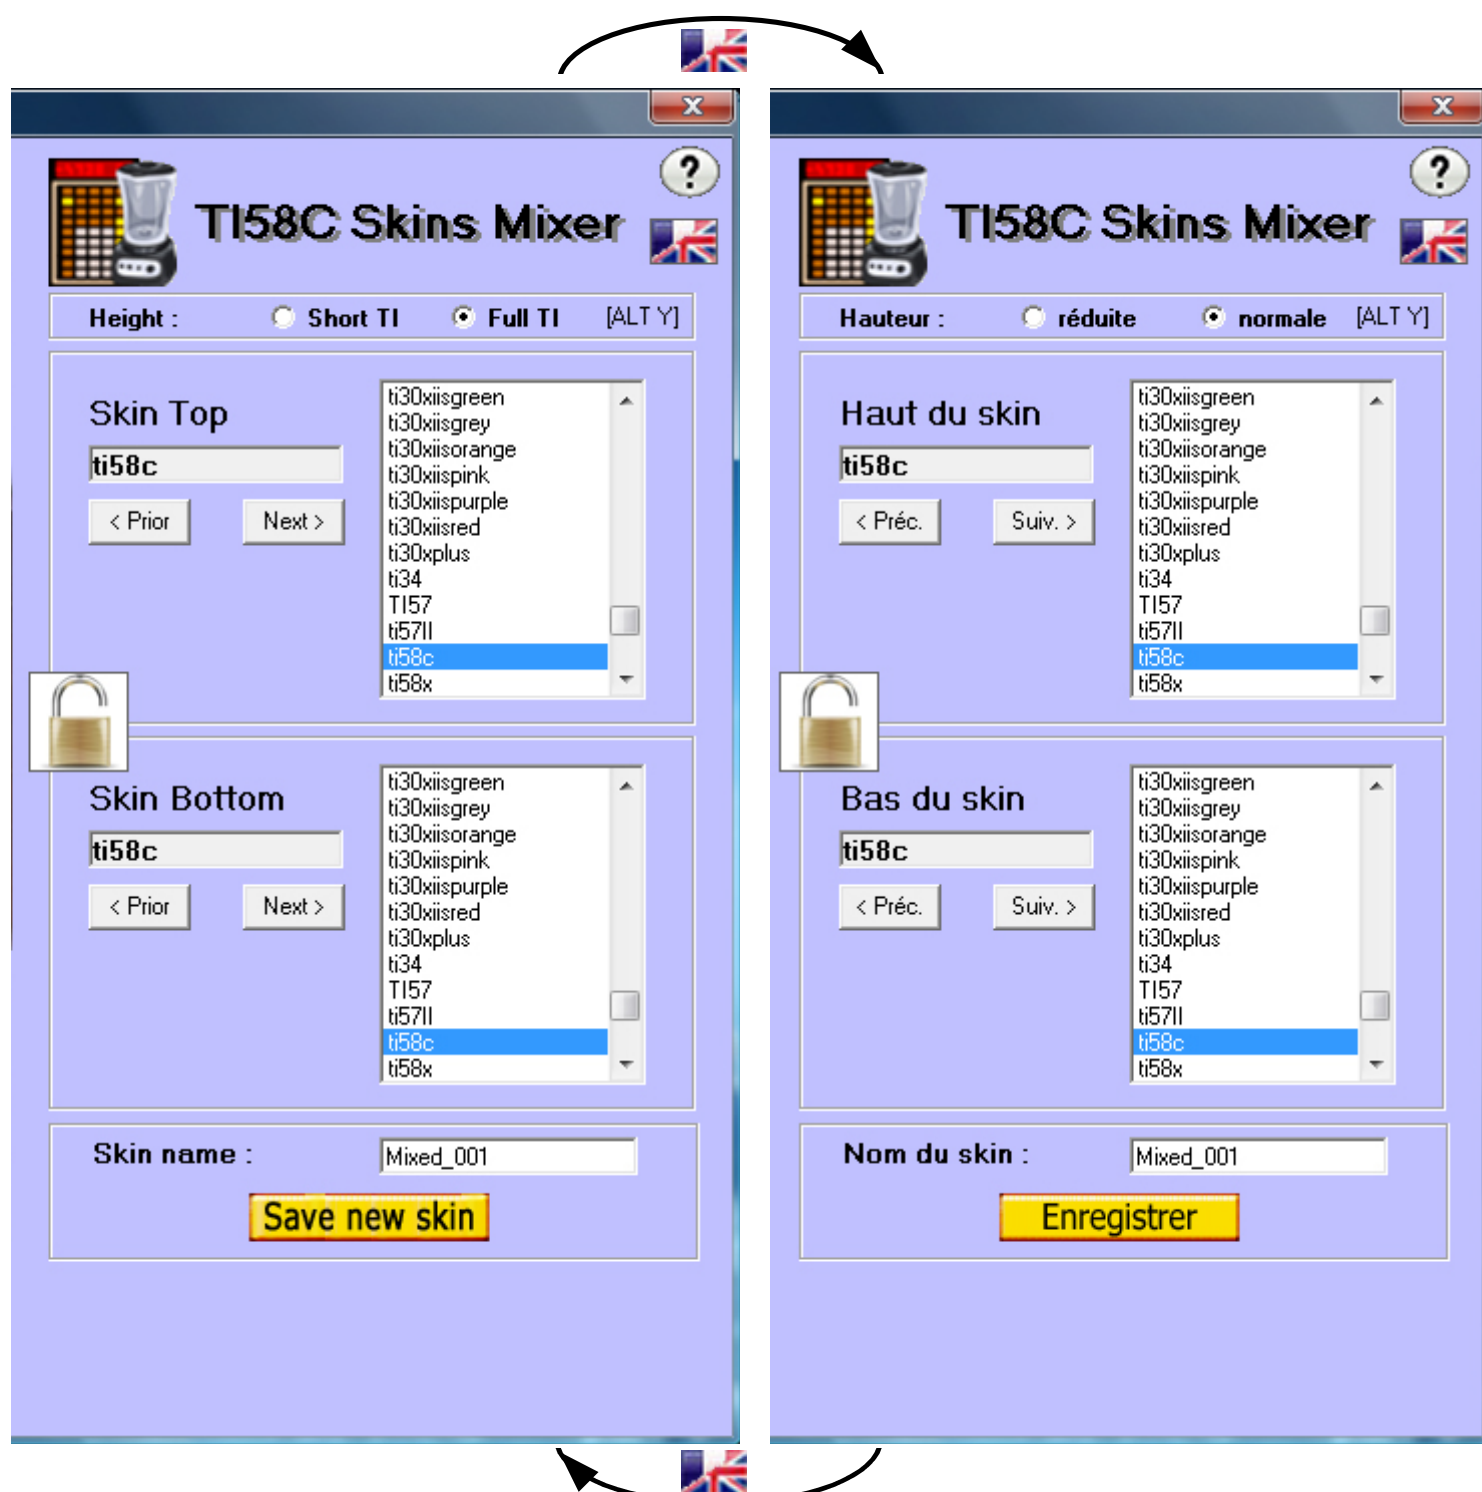 x
?
TI58C Skins Mixer
Height : Short TI Full TI [ALT Y]
Skin Top
ti58c
< Prior Next >
ti30xiisgreen
ti30xiisgrey
ti30xiisorange
ti30xiispink
ti30xiispurple
ti30xiisred
ti30xplus
ti34
TI57
ti57II
ti58c
ti58x
Skin Bottom
ti58c
< Prior Next >
ti30xiisgreen
ti30xiisgrey
ti30xiisorange
ti30xiispink
ti30xiispurple
ti30xiisred
ti30xplus
ti34
TI57
ti57II
ti58c
ti58x
Skin name : Mixed_001
Save new skin
x
?
TI58C Skins Mixer
Hauteur : réduite normale [ALT Y]
Haut du skin
ti58c
< Préc. Suiv. >
ti30xiisgreen
ti30xiisgrey
ti30xiisorange
ti30xiispink
ti30xiispurple
ti30xiisred
ti30xplus
ti34
TI57
ti57II
ti58c
ti58x
Bas du skin
ti58c
< Préc. Suiv. >
ti30xiisgreen
ti30xiisgrey
ti30xiisorange
ti30xiispink
ti30xiispurple
ti30xiisred
ti30xplus
ti34
TI57
ti57II
ti58c
ti58x
Nom du skin : Mixed_001
Enregistrer